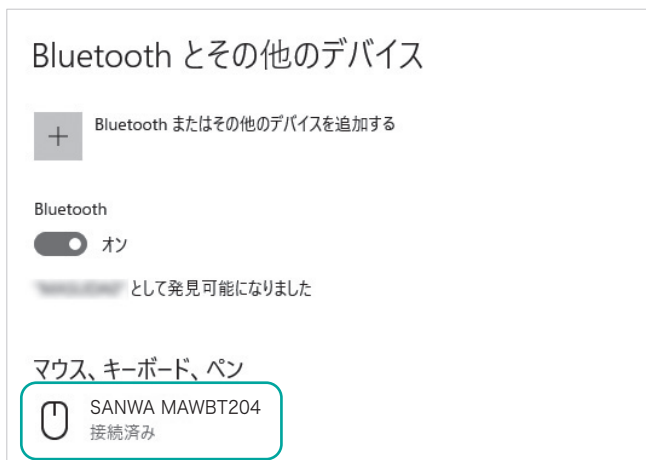 Bluetooth とその他のデバイス
Bluetooth またはその他のデバイスを追加する
Bluetooth
オン
として発見可能になりました
マウス、キーボード、ペン
SANWA MAWBT204
接続済み